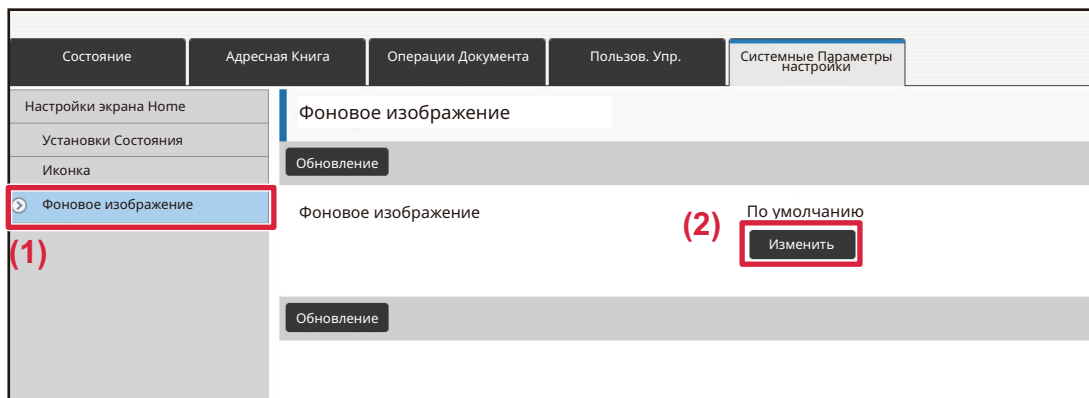 Состояние
Адресная Книга
Операции Документа
Пользов. Упр.
Системные Параметры
настройки
Настройки экрана Home
Установки Состояния
Иконка
Фоновое изображение
(1)
Фоновое изображение
Обновление
Фоновое изображение
По умолчанию
(2)
Изменить
Обновление